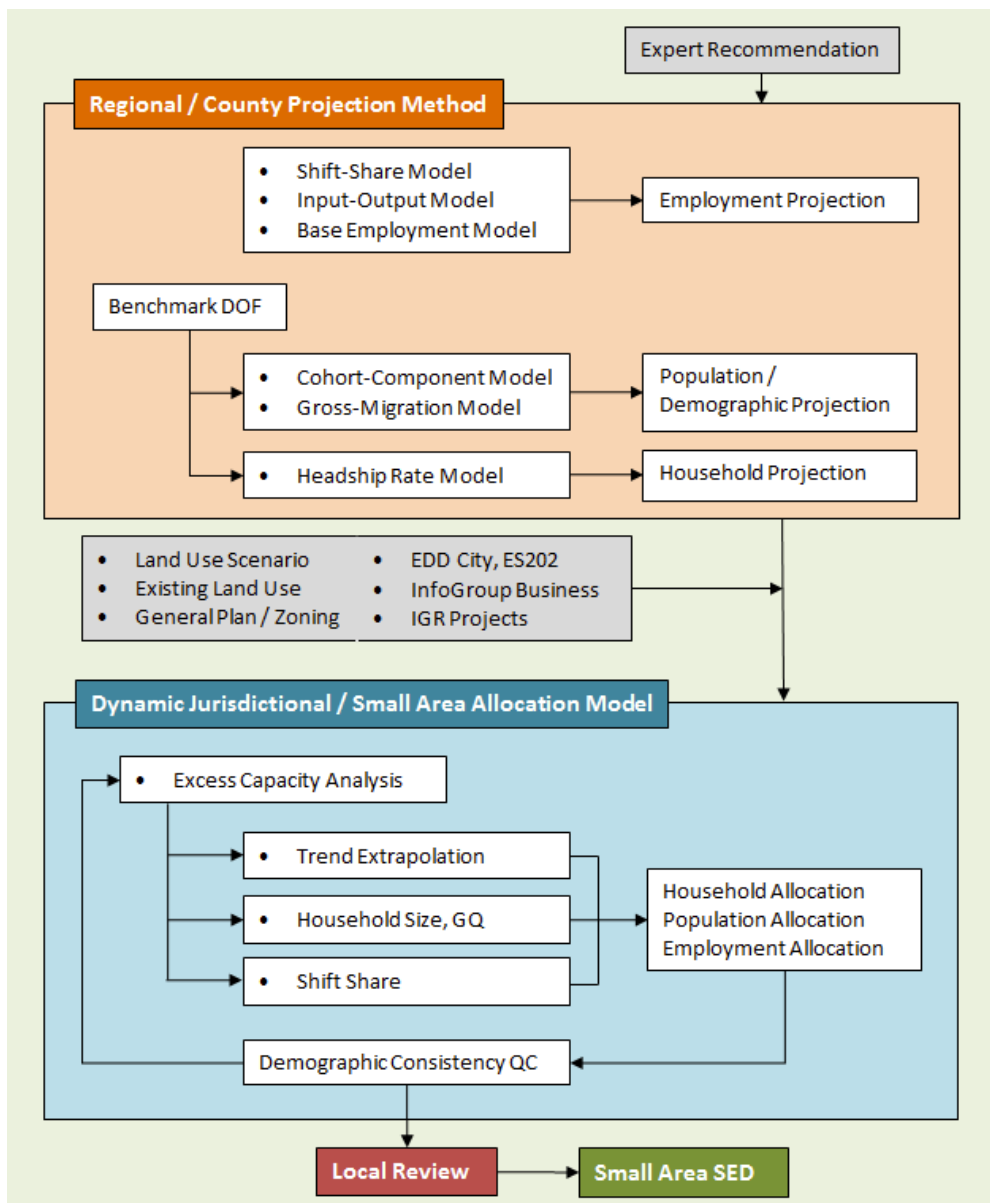 Expert Recommendation
Regional / County Projection Method
• Shift-Share Model
• Input-Output Model
• Base Employment Model
Employment Projection
Benchmark DOF
• Cohort-Component Model
• Gross-Migration Model
Population /
Demographic Projection
• Headship Rate Model
Household Projection
• Land Use Scenario
• Existing Land Use
• General Plan / Zoning
• EDD City, ES202
• InfoGroup Business
• IGR Projects
Dynamic Jurisdictional / Small Area Allocation Model
• Excess Capacity Analysis
• Trend Extrapolation
• Household Size, GQ
• Shift Share
Household Allocation
Population Allocation
Employment Allocation
Demographic Consistency QC
Local Review
Small Area SED